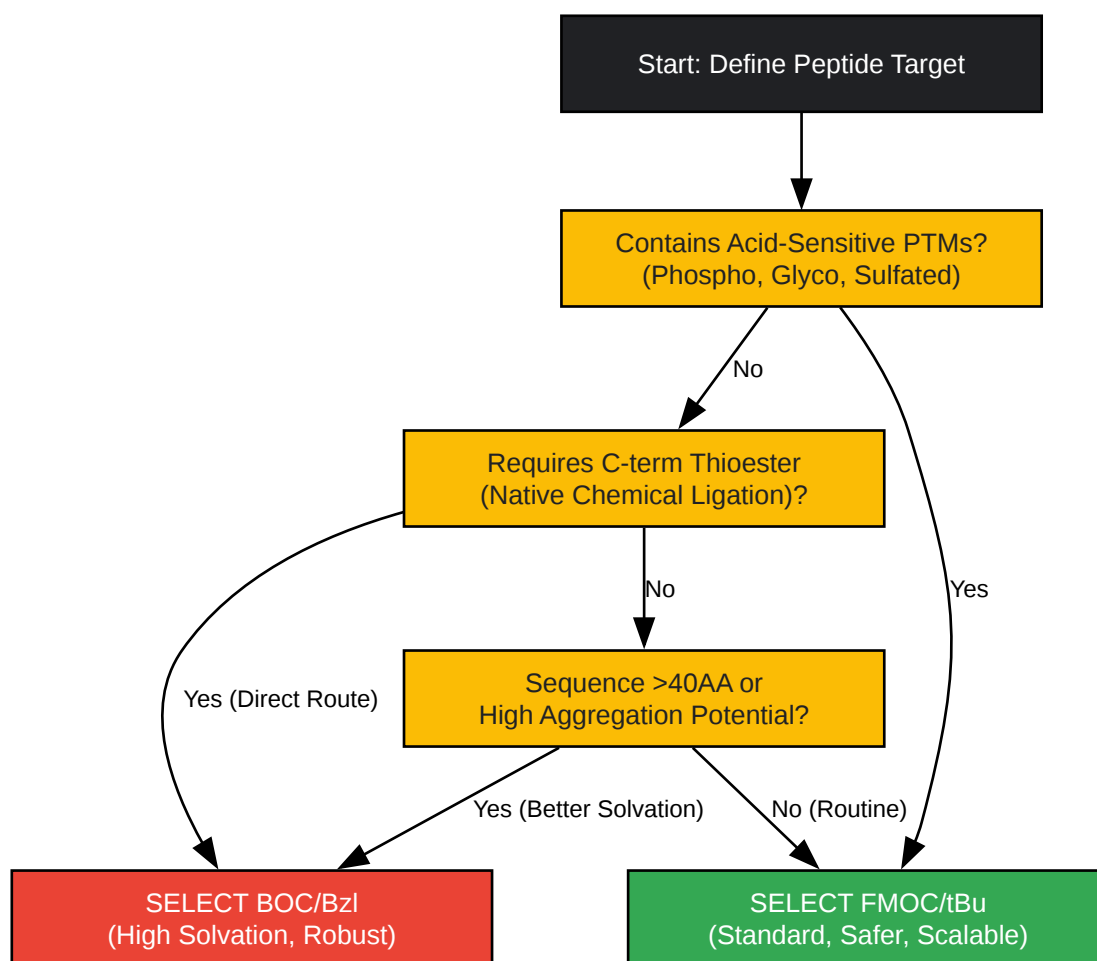 Start: Define Peptide Target
Contains Acid-Sensitive PTMs?
(Phospho, Glyco, Sulfated)
No
Requires C-term Thioester
(Native Chemical Ligation)?
No
Yes
Sequence >40AA or
High Aggregation Potential?
Yes (Direct Route)
Yes (Better Solvation)
No (Routine)
SELECT BOC/Bzl
(High Solvation, Robust)
SELECT FMOC/tBu
(Standard, Safer, Scalable)